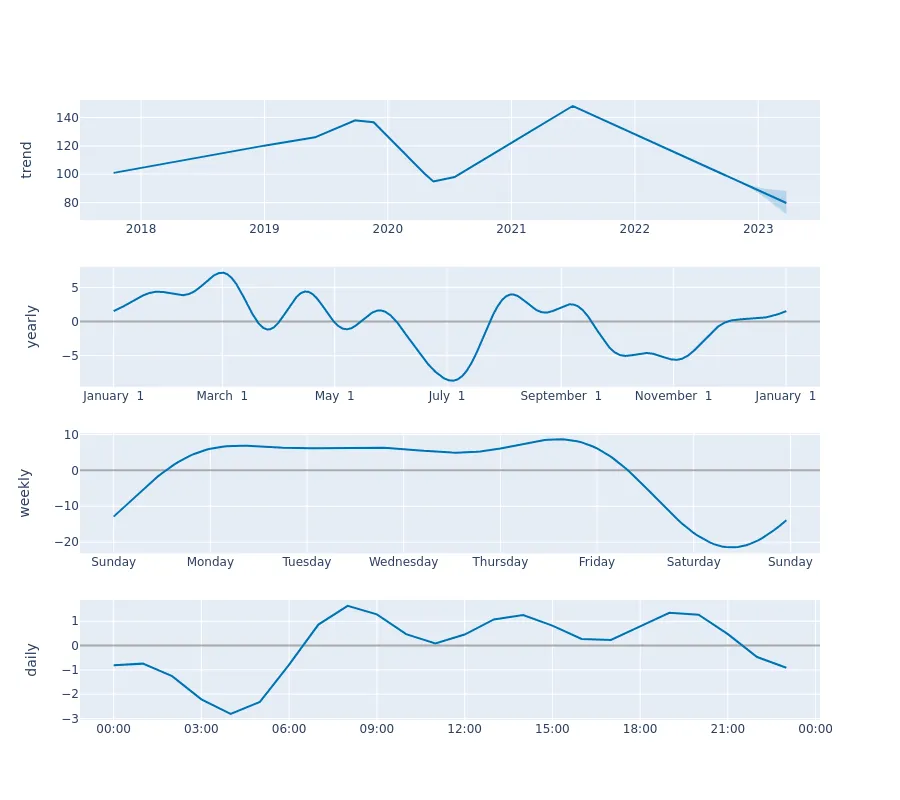 trend
140
120
100
80
2018 2019 2020 2021 2022 2023
yearly
5
0
−5
January 1 March 1 May 1 July 1 September 1 November 1 January 1
weekly
10
0
−10
−20
Sunday Monday Tuesday Wednesday Thursday Friday Saturday Sunday
daily
1
0
−1
−2
−3
00:00 03:00 06:00 09:00 12:00 15:00 18:00 21:00 00:00